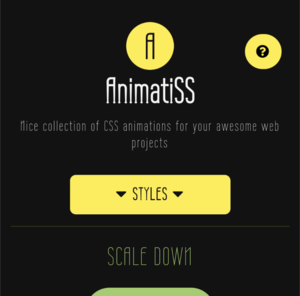 A
?
AnimatiSS
Nice collection of CSS animations for your awesome web
projects
STYLES
SCALE DOWN